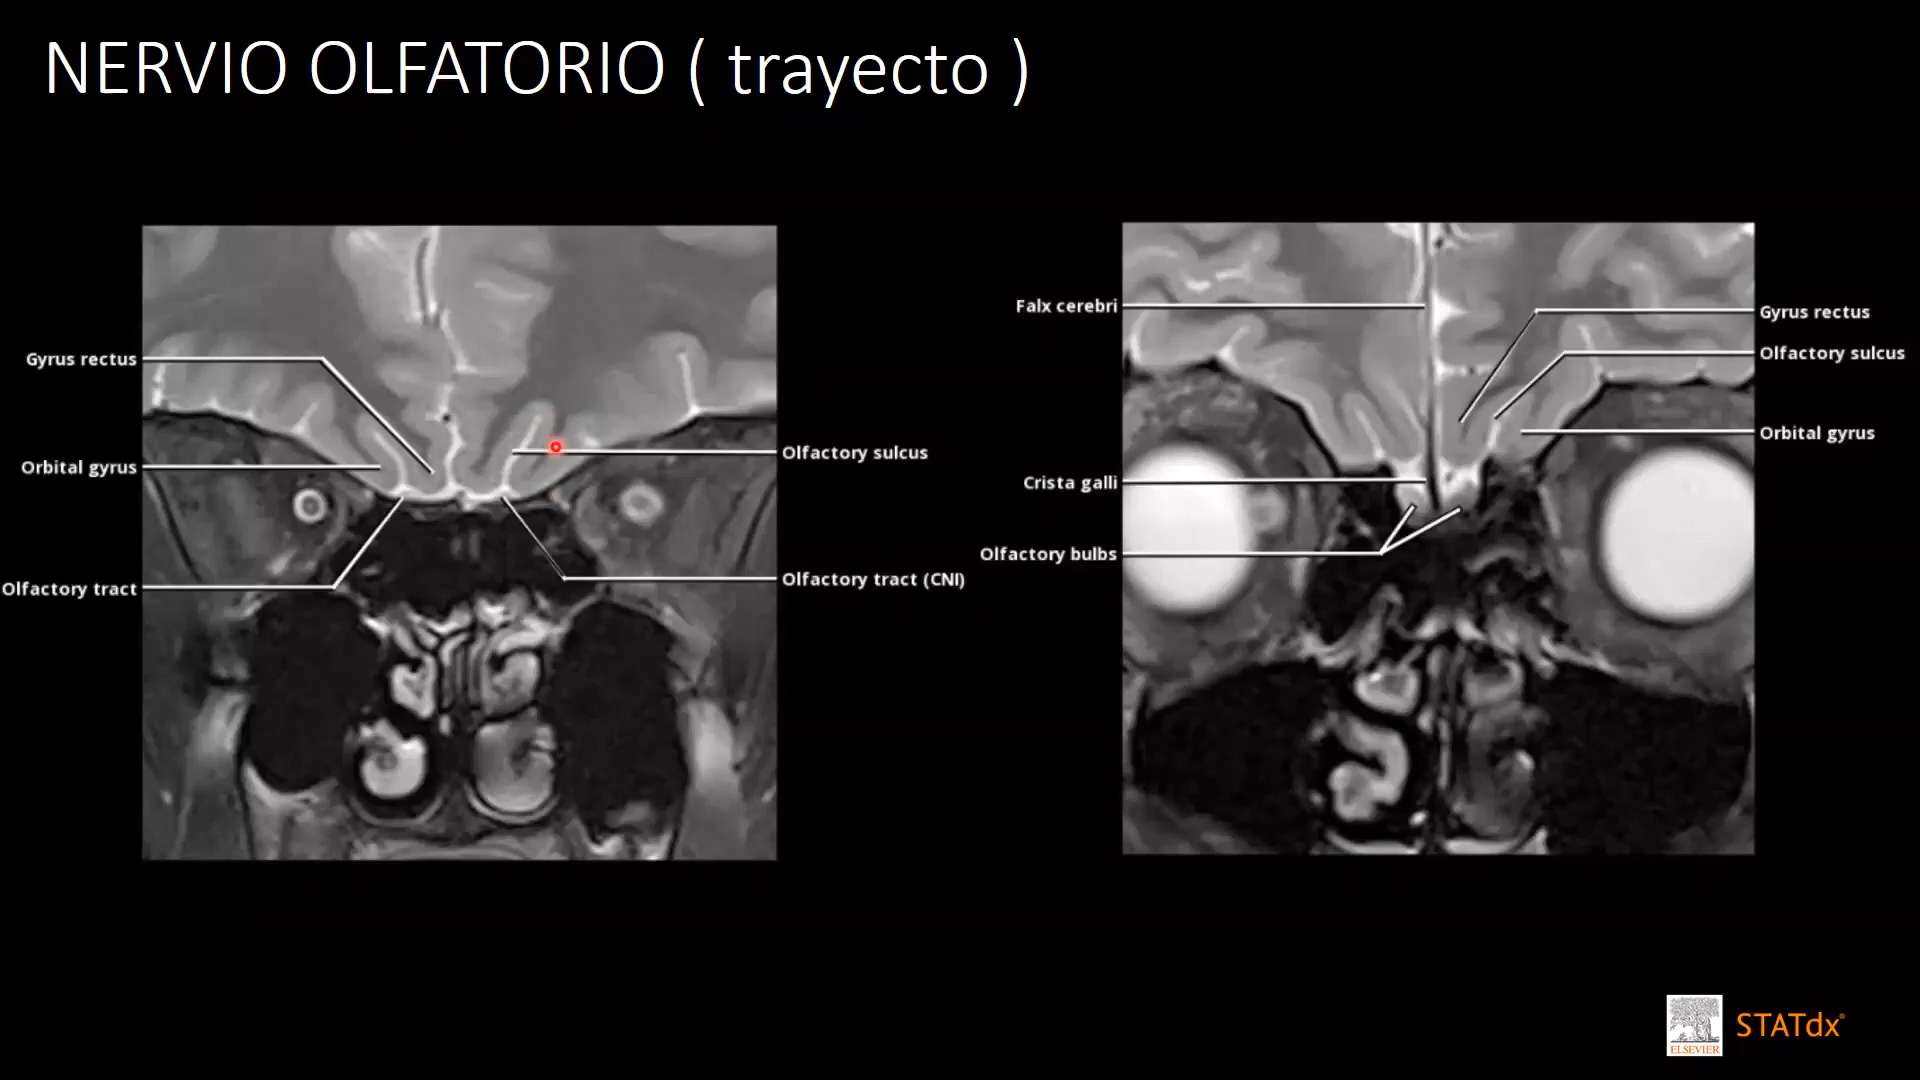 NERVIO OLFATORIO ( trayecto )
Gyrus rectus
Orbital gyrus
Olfactory tract
Olfactory sulcus
Olfactory tract (CNI)
Falx cerebri
Crista galli
Olfactory bulbs
Gyrus rectus
Olfactory sulcus
Orbital gyrus
ELSEVIER
STATdx®